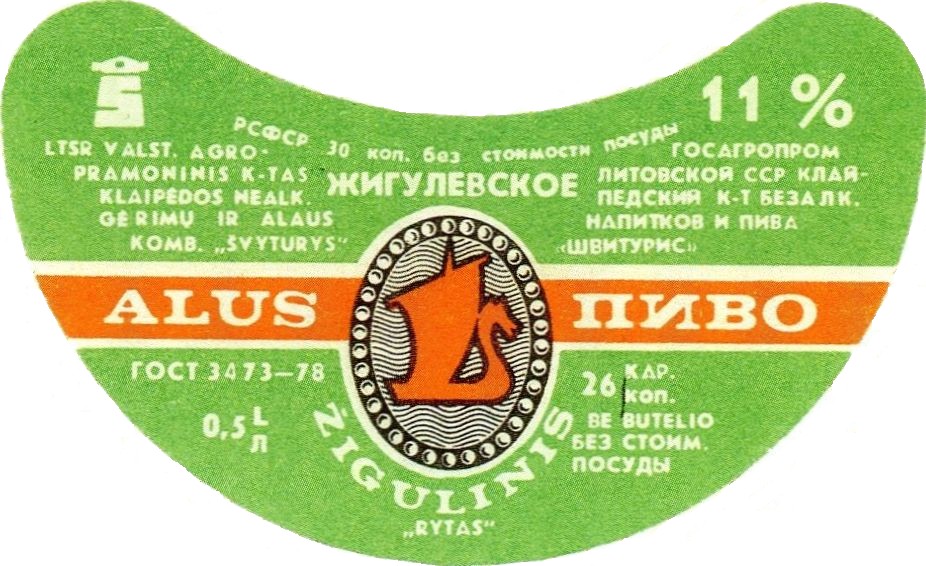 11 %
РСФСР 30 коп. без стоимости посуды
LTSR VALST. AGRO-
PRAMONINIS K-TAS
KLAIPĖDOS NEALK.
GĖRIMŲ IR ALAUS
KOMB. „ŠVYTURYS"
ЖИГУЛЕВСКОЕ
ГОСАГРОПРОМ
ЛИТОВСКОЙ ССР КЛАЙ-
ПЕДСКИЙ К-Т БЕЗАЛК.
НАПИТКОВ И ПИВА
«ШВИТУРИС»
ALUS
ПИВО
ГОСТ 3473—78
0,5 L
Л
26 КАР.
КОП.
BE BUTELIO
БЕЗ СТОИМ.
ПОСУДЫ
ŽIGULINIS
„RYTAS"